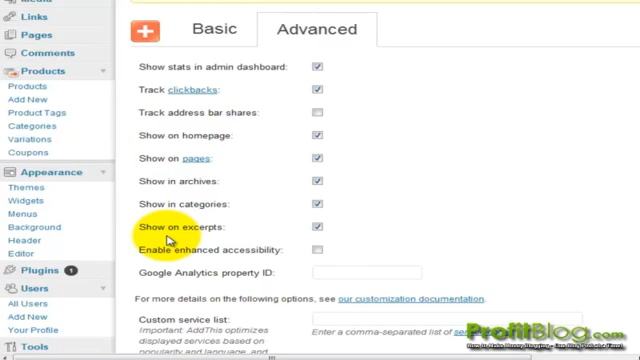 Links
Pages
Comments
Products
Products
Add New
Product Tags
Categories
Variations
Coupons
Appearance
Themes
Widgets
Menus
Background
Header
Editor
Plugins 1
Users
All Users
Add New
Your Profile
Tools
Basic
Advanced
Show stats in admin dashboard:
Track clickbacks:
Track address bar shares:
Show on homepage:
Show on pages:
Show in archives:
Show in categories:
Show on excerpts:
Enable enhanced accessibility:
Google Analytics property ID:
For more details on the following options, see our customization documentation.
Custom service list:
Important: AddThis optimizes
displayed services based on
popularity and language, and
Enter a comma-separated list of
ProfitBlog.com